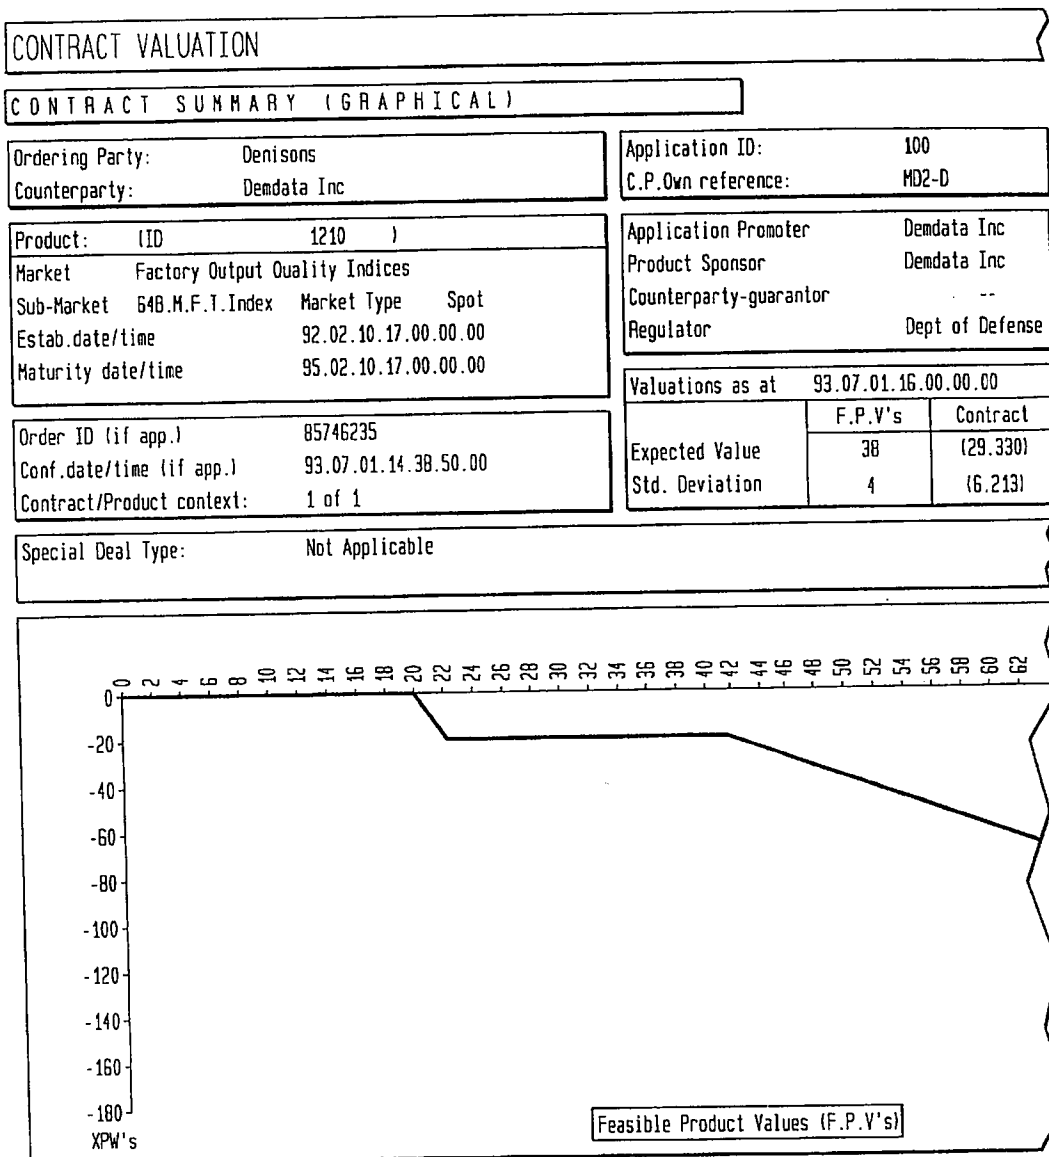 CONTRACT VALUATION
CONTRACT SUMMARY (GRAPHICAL)
Ordering Party: Denisons
Counterparty: Demdata Inc
Application ID: 100
C.P.Own reference: MD2-D
Product: (ID 1210 )
Market Factory Output Quality Indices
Sub-Market 64B.M.F.T.Index Market Type Spot
Estab.date/time 92.02.10.17.00.00.00
Maturity date/time 95.02.10.17.00.00.00
Application Promoter Demdata Inc
Product Sponsor Demdata Inc
Counterparty-guarantor --
Regulator Dept of Defense
Order ID (if app.) 85746235
Conf.date/time (if app.) 93.07.01.14.38.50.00
Contract/Product context: 1 of 1
Valuations as at 93.07.01.16.00.00.00
F.P.V's Contract
Expected Value 38 (29.330)
Std. Deviation 4 (6.213)
Special Deal Type: Not Applicable
0 2 4 6 8 10 12 14 16 18 20 22 24 26 28 30 32 34 36 38 40 42 44 46 48 50 52 54 56 58 60 62
0
-20
-40
-60
-80
-100
-120
-140
-160
-180
XPW's
Feasible Product Values (F.P.V's)